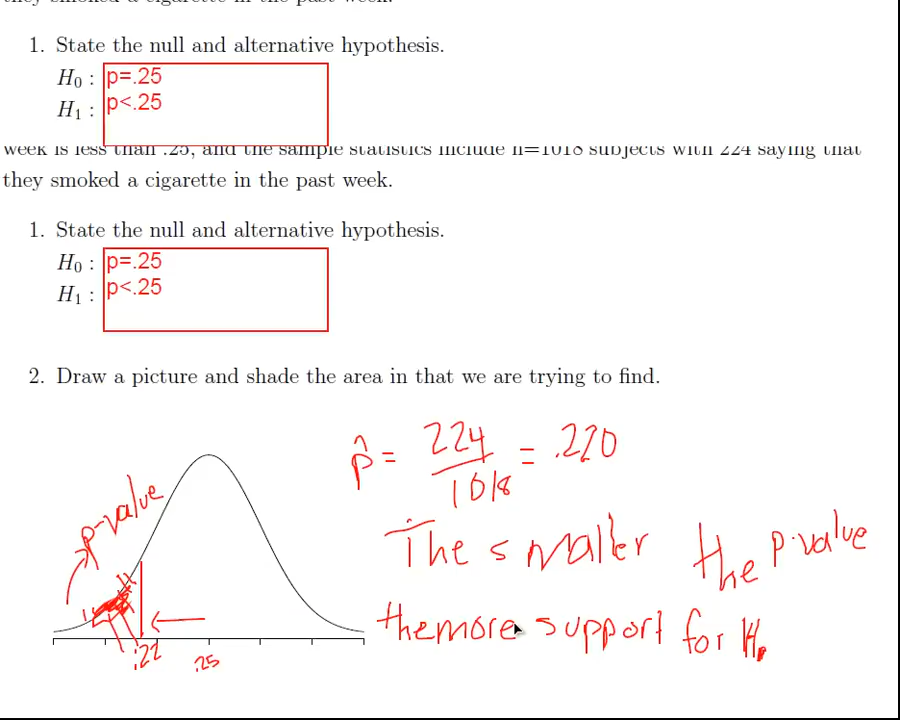 they smoked a cigarette in the past week.
1. State the null and alternative hypothesis.
H₀ : p=.25
H₁ : p<.25
week is less than .25, and the sample statistics include n=1018 subjects with 224 saying that
they smoked a cigarette in the past week.
1. State the null and alternative hypothesis.
H₀ : p=.25
H₁ : p<.25
2. Draw a picture and shade the area in that we are trying to find.
p̂ = 224/1018 = .220
p-value
The smaller the p-value
the more support for H₁
.22
.25